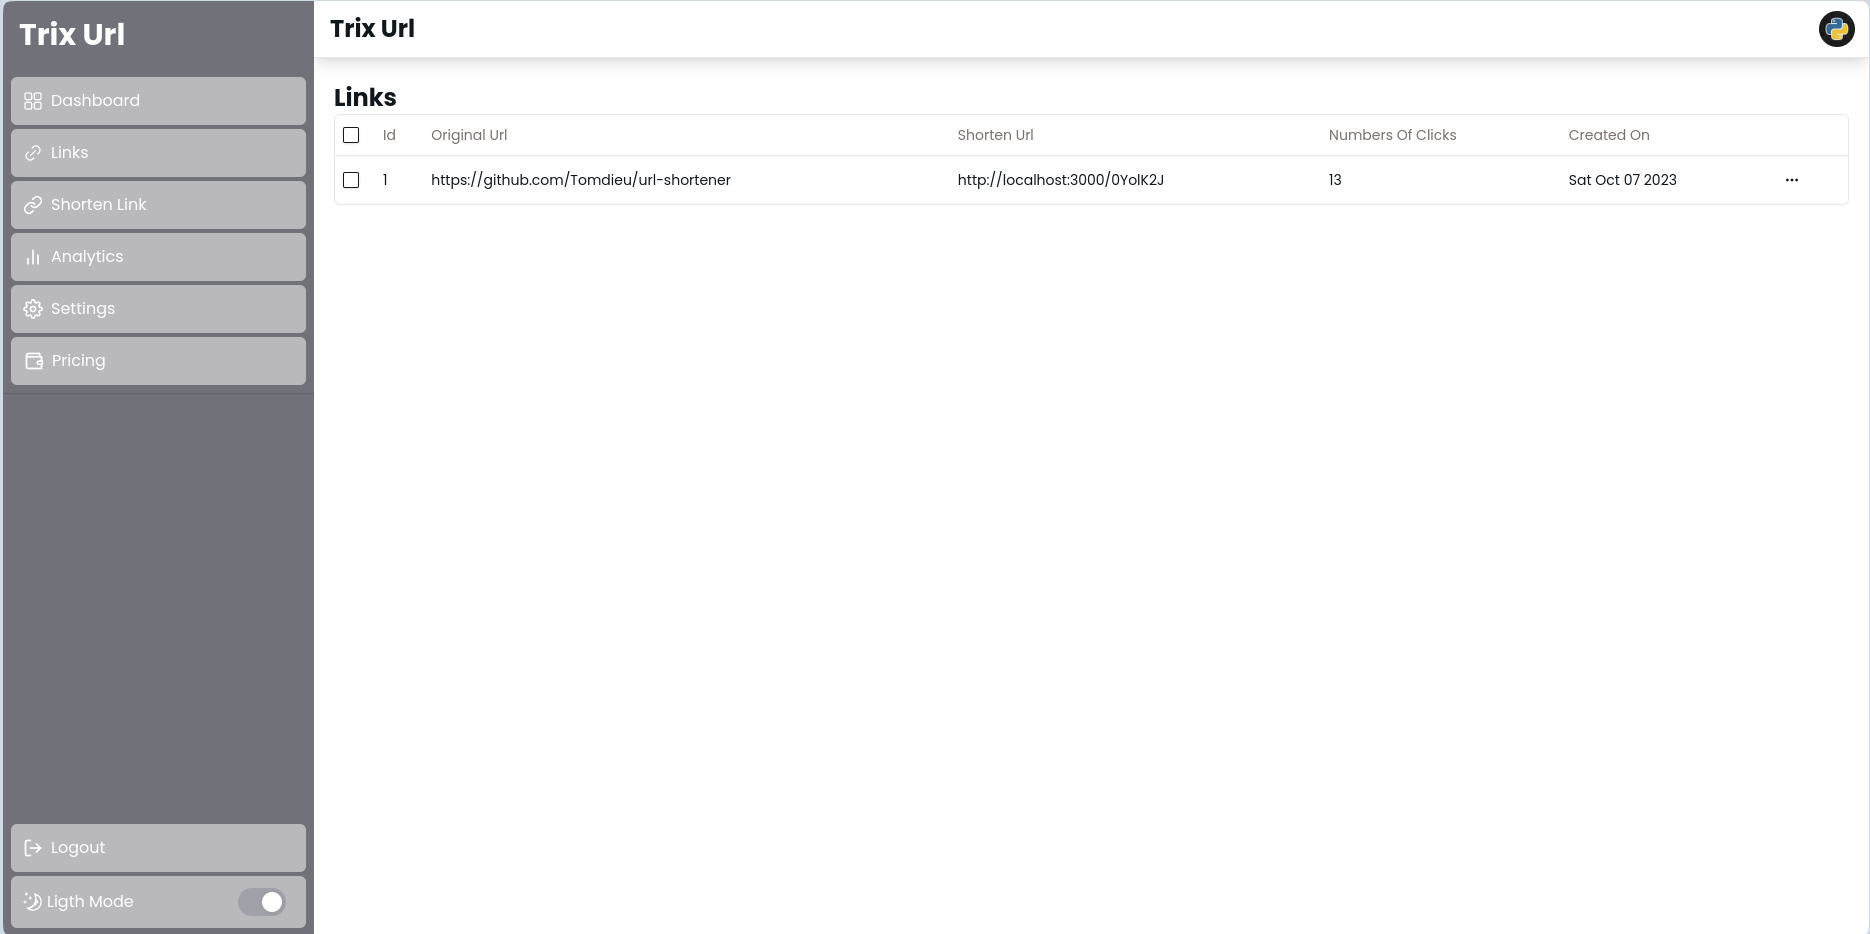 Trix Url
Dashboard
Links
Shorten Link
Analytics
Settings
Pricing
Logout
Ligth Mode
Trix Url
Links
Id Original Url Shorten Url Numbers Of Clicks Created On
1 https://github.com/Tomdieu/url-shortener http://localhost:3000/0YolK2J 13 Sat Oct 07 2023 ...